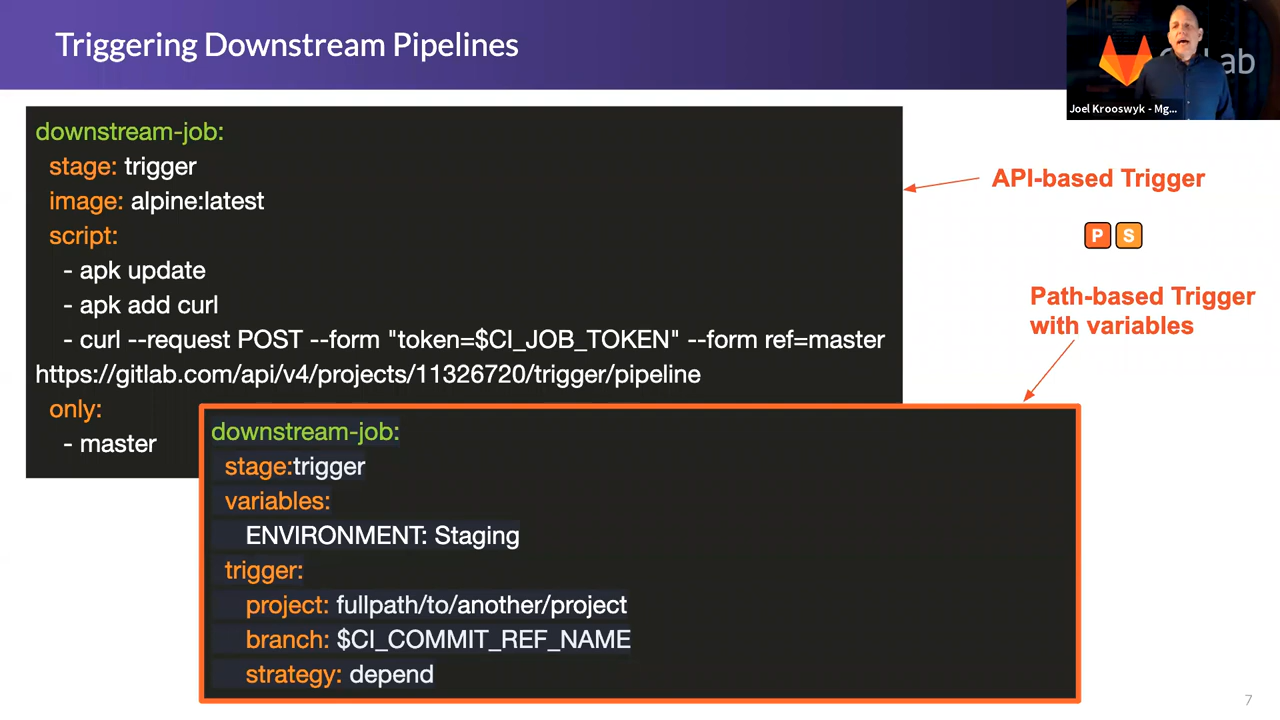 Triggering Downstream Pipelines
Lab
Joel Krooswyk - Mg...
downstream-job:
stage: trigger
image: alpine:latest
script:
- apk update
- apk add curl
- curl --request POST --form "token=$CI_JOB_TOKEN" --form ref=master
https://gitlab.com/api/v4/projects/11326720/trigger/pipeline
only:
- master
API-based Trigger
P S
Path-based Trigger
with variables
downstream-job:
stage:trigger
variables:
ENVIRONMENT: Staging
trigger:
project: fullpath/to/another/project
branch: $CI_COMMIT_REF_NAME
strategy: depend
7